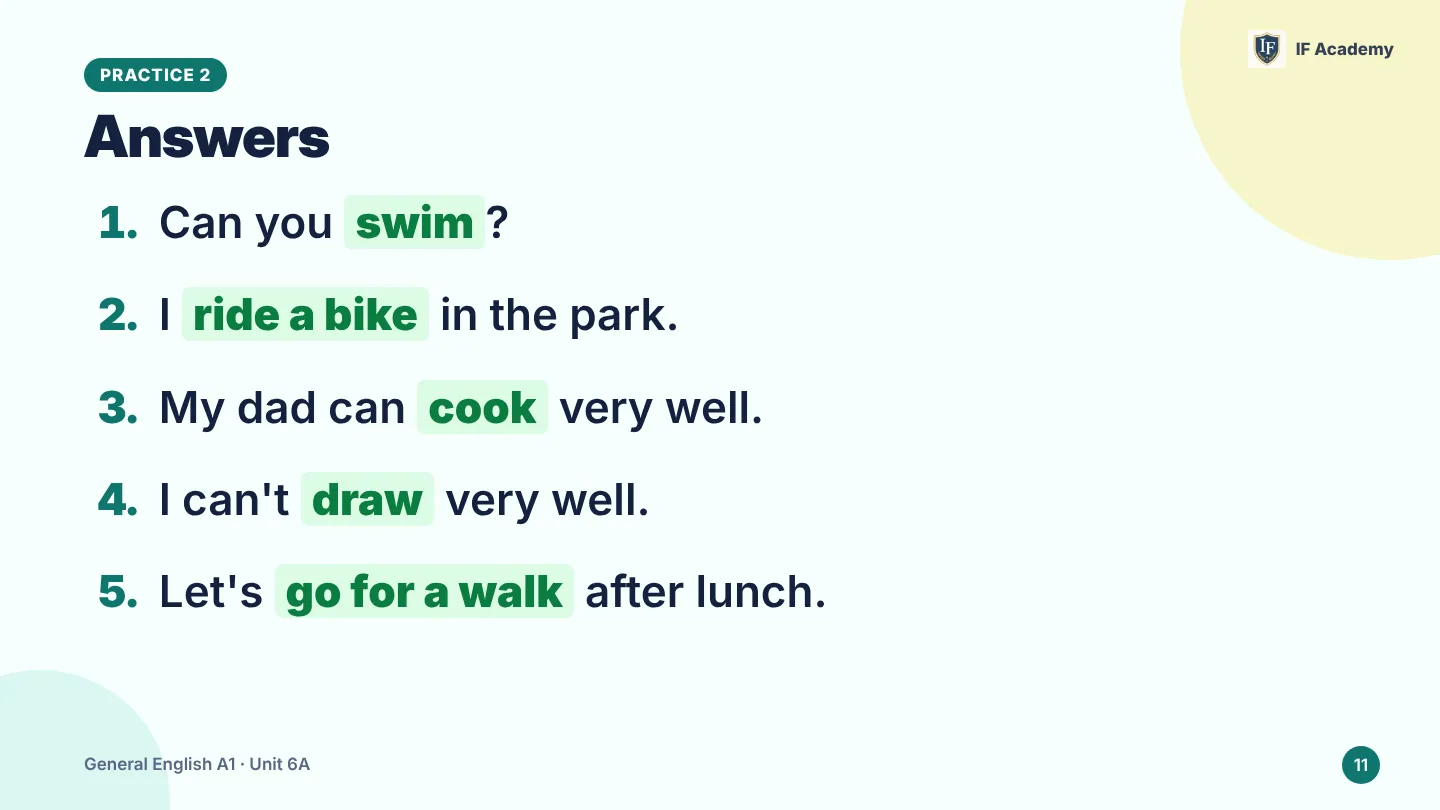 IF IF Academy
PRACTICE 2
Answers
1. Can you swim?
2. I ride a bike in the park.
3. My dad can cook very well.
4. I can't draw very well.
5. Let's go for a walk after lunch.
General English A1 · Unit 6A
11